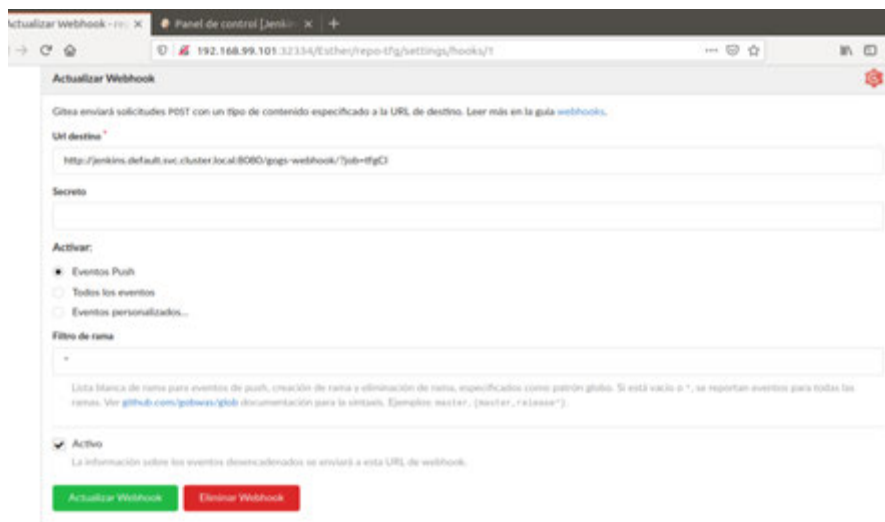 Actualizar Webhook - re
Panel de control [Jenki
192.168.99.101:32334/Esther/repo-tfg/settings/hooks/1
Actualizar Webhook
Gitea enviará solicitudes POST con un tipo de contenido especificado a la URL de destino. Leer más en la guía webhooks.
Url destino *
http://jenkins.default.svc.cluster.local:8080/gogs-webhook/?job=tfgCI
Secreto
Activar:
Eventos Push
Todos los eventos
Eventos personalizados...
Filtro de rama
*
Lista blanca de rama para eventos de push, creación de rama y eliminación de rama, especificados como patrón globo. Si está vacío o *, se reportan eventos para todas las
ramas. Ver github.com/gobwas/glob documentación para la sintaxis. Ejemplos: master, {master,release*}.
Activo
La información sobre los eventos desencadenados se enviará a esta URL de webhook.
Actualizar Webhook
Eliminar Webhook